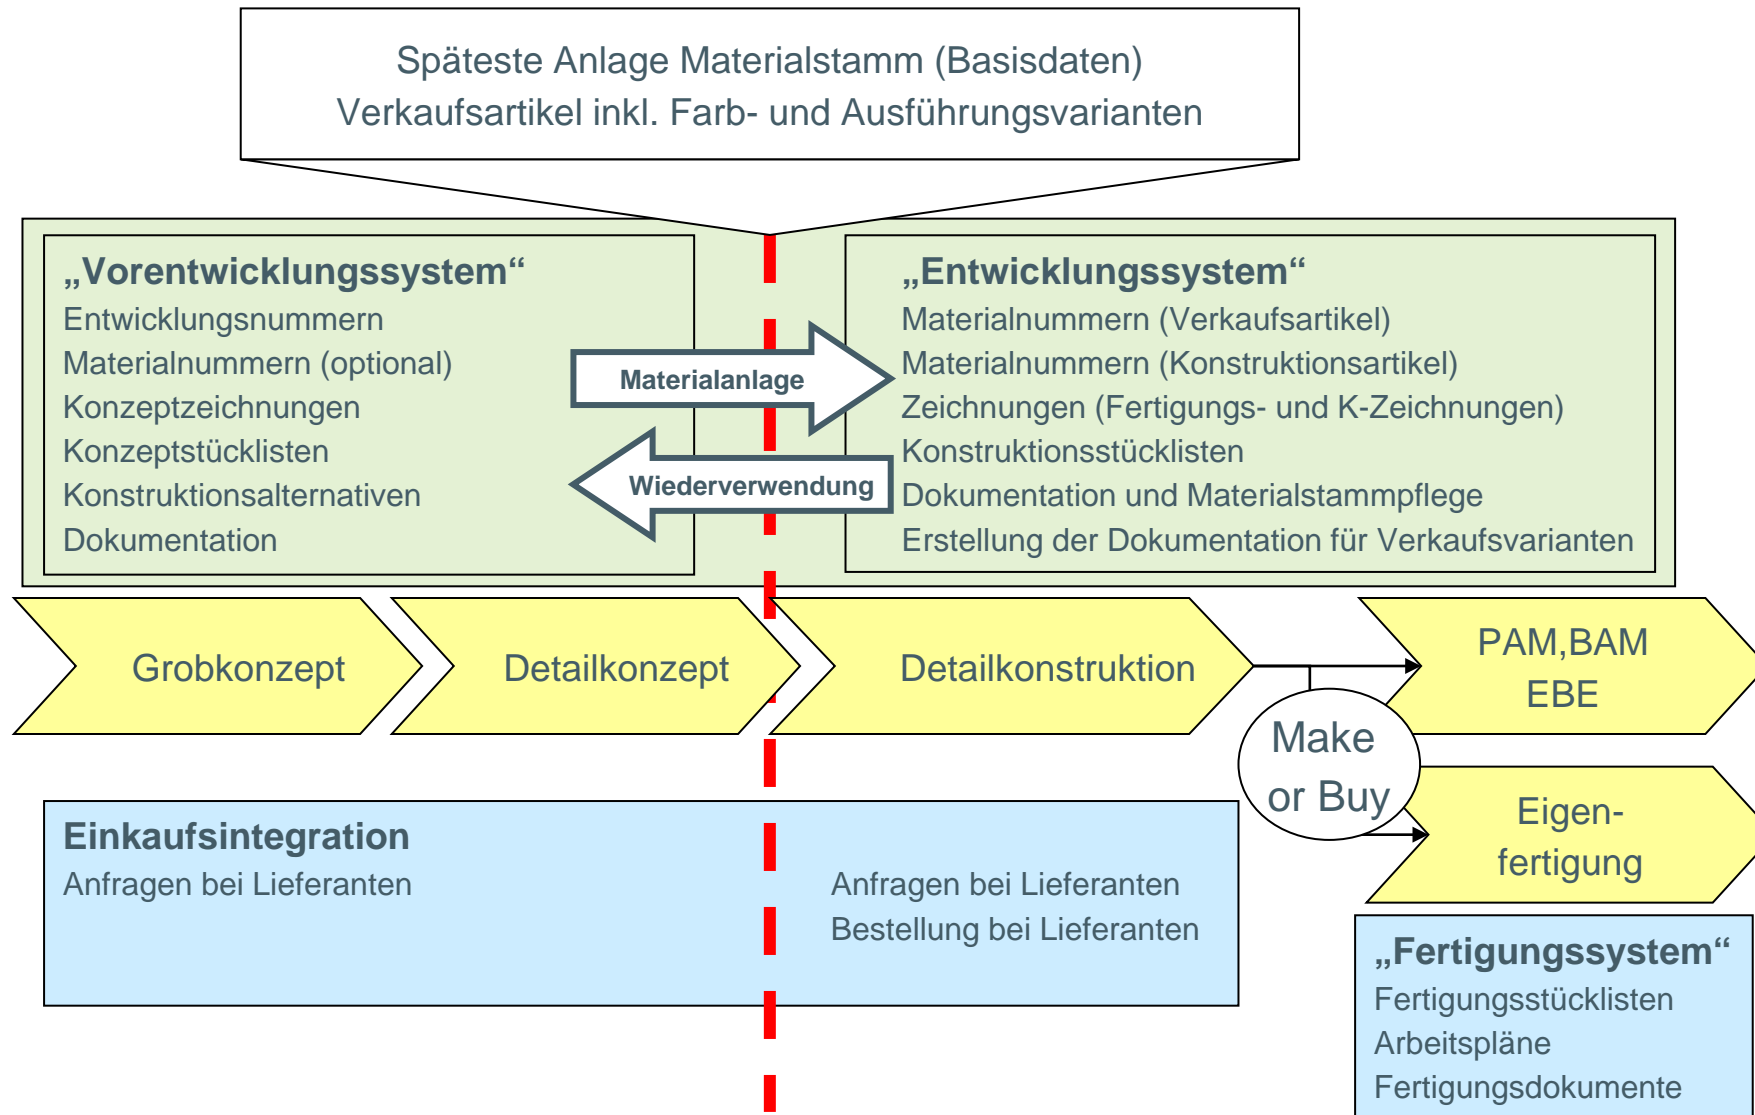 Späteste Anlage Materialstamm (Basisdaten)
Verkaufsartikel inkl. Farb- und Ausführungsvarianten
„Vorentwicklungssystem“
Entwicklungsnummern
Materialnummern (optional)
Konzeptzeichnungen
Konzeptstücklisten
Konstruktionsalternativen
Dokumentation
Materialanlage
Wiederverwendung
„Entwicklungssystem“
Materialnummern (Verkaufsartikel)
Materialnummern (Konstruktionsartikel)
Zeichnungen (Fertigungs- und K-Zeichnungen)
Konstruktionsstücklisten
Dokumentation und Materialstammpflege
Erstellung der Dokumentation für Verkaufsvarianten
Grobkonzept
Detailkonzept
Detailkonstruktion
PAM,BAM
EBE
Make
or Buy
Eigen-
fertigung
Einkaufsintegration
Anfragen bei Lieferanten
Anfragen bei Lieferanten
Bestellung bei Lieferanten
„Fertigungssystem“
Fertigungsstücklisten
Arbeitspläne
Fertigungsdokumente